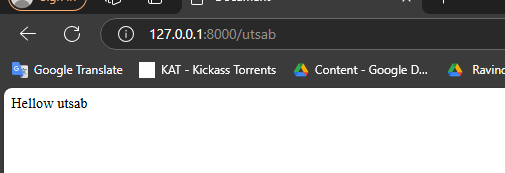 Sign in
Document
127.0.0.1:8000/utsab
Google Translate
KAT - Kickass Torrents
Content - Google D...
Ravind
Hellow utsab